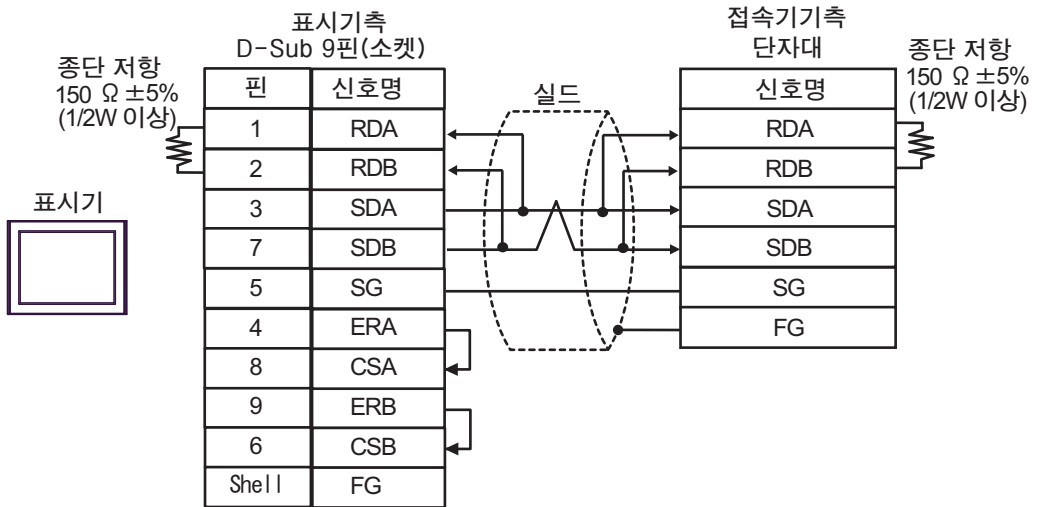 표시기측
D-Sub 9핀(소켓)
접속기기측
단자대
종단 저항
150 Ω ±5%
(1/2W 이상)
종단 저항
150 Ω ±5%
(1/2W 이상)
표시기
실드
핀 신호명
1 RDA
2 RDB
3 SDA
7 SDB
5 SG
4 ERA
8 CSA
9 ERB
6 CSB
Shell FG
신호명
RDA
RDB
SDA
SDB
SG
FG